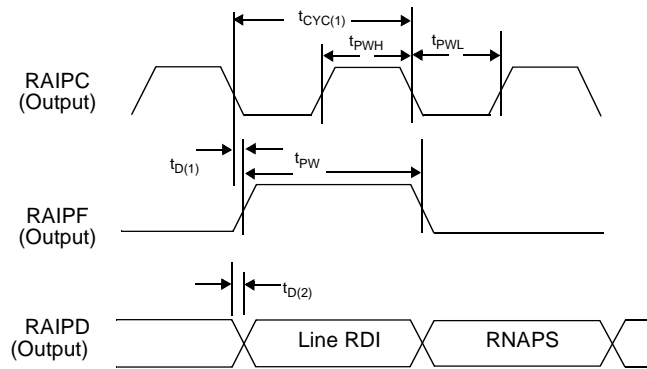 tCYC(1)
tPWH
tPWL
RAIPC
(Output)
tD(1)
tPW
RAIPF
(Output)
tD(2)
RAIPD
(Output)
Line RDI
RNAPS